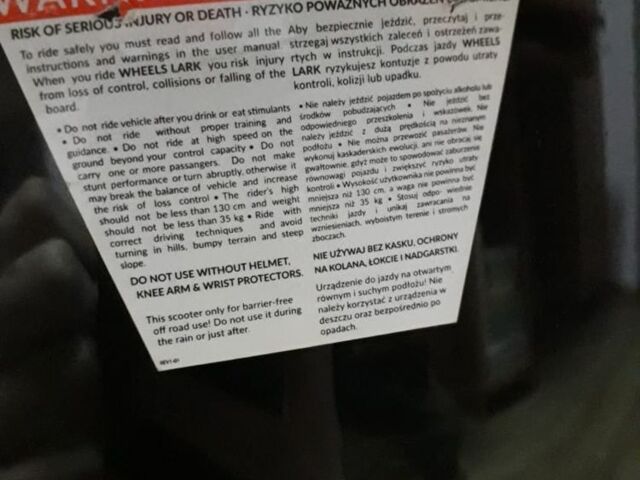 WARNING
RISK OF SERIOUS INJURY OR DEATH - RYZYKO POWAŻNYCH OBRAŻEŃ
To ride safely you must read and follow all the
instructions and warnings in the user manual.
When you ride WHEELS LARK you risk injury
from loss of control, collisions or falling of the
board.
• Do not ride vehicle after you drink or eat stimulants
• Do not ride without proper training and
guidance. • Do not ride at high speed on the
ground beyond your control capacity • Do not
carry one or more passengers. Do not make
stunt performance or turn abruptly, otherwise it
may break the balance of vehicle and increase
the risk of loss control • The rider's high
should not be less than 130 cm and weight
should not be less than 35 kg • Ride with
correct driving techniques and avoid
turning in hills, bumpy terrain and steep
slope.
DO NOT USE WITHOUT HELMET,
KNEE ARM & WRIST PROTECTORS.
This scooter only for barrier-free
off road use! Do not use it during
the rain or just after.
Aby bezpiecznie jeździć, przeczytaj i prze-
strzegaj wszystkich zaleceń i ostrzeżeń zawa-
rtych w instrukcji. Podczas jazdy WHEELS
LARK ryzykujesz kontuzje z powodu utraty
kontroli, kolizji lub upadku.
• Nie należy jeździć pojazdem po spożyciu alkoholu lub
środków pobudzających • Nie jeździć bez
odpowiedniego przeszkolenia i wskazówek. Nie
należy jeździć z dużą prędkością na nieznanym
podłożu • Nie można przewozić pasażerów. Nie
wykonuj kaskaderskich ewolucji, ani nie obracaj się
gwałtownie, gdyż może to spowodować zaburzenie
równowagi pojazdu i zwiększyć ryzyko utraty
kontroli • Wysokość użytkownika nie powinna być
mniejsza niż 130 cm, a waga nie powinna być
mniejsza niż 35 kg • Stosuj odpo- wiednie
techniki jazdy i unikaj zawracania na
wzniesieniach, wyboistym terenie i stromych
zboczach.
NIE UŻYWAJ BEZ KASKU, OCHRONY
NA KOLANA, ŁOKCIE I NADGARSTKI.
Urządzenie do jazdy na otwartym
równym i suchym podłożu! Nie
należy korzystać z urządzenia w
deszczu oraz bezpośrednio po
opadach.